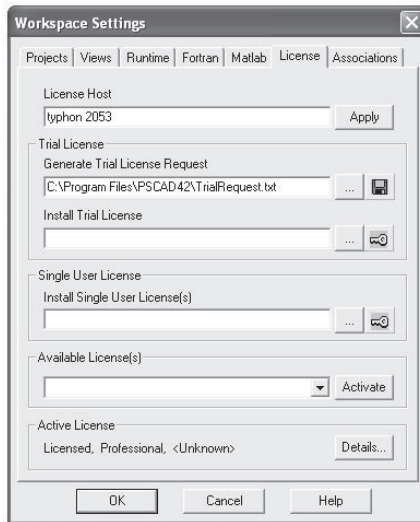 Workspace Settings
Projects Views Runtime Fortran Matlab License Associations
License Host
typhon 2053 Apply
Trial License
Generate Trial License Request
C:\Program Files\PSCAD42\TrialRequest.txt ...
Install Trial License
...
Single User License
Install Single User License(s)
...
Available License(s)
Activate
Active License
Licensed, Professional, <Unknown> Details...
OK Cancel Help